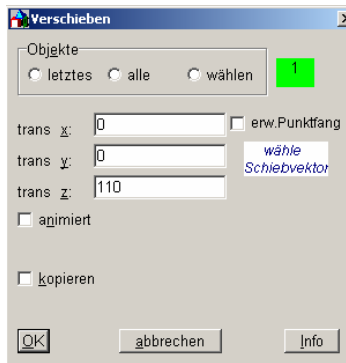 Verschieben
Objekte
letztes alle wählen 1
trans x: 0 erw.Punktfang
trans y: 0 wähle
Schiebvektor
trans z: 110
animiert
kopieren
OK abbrechen Info